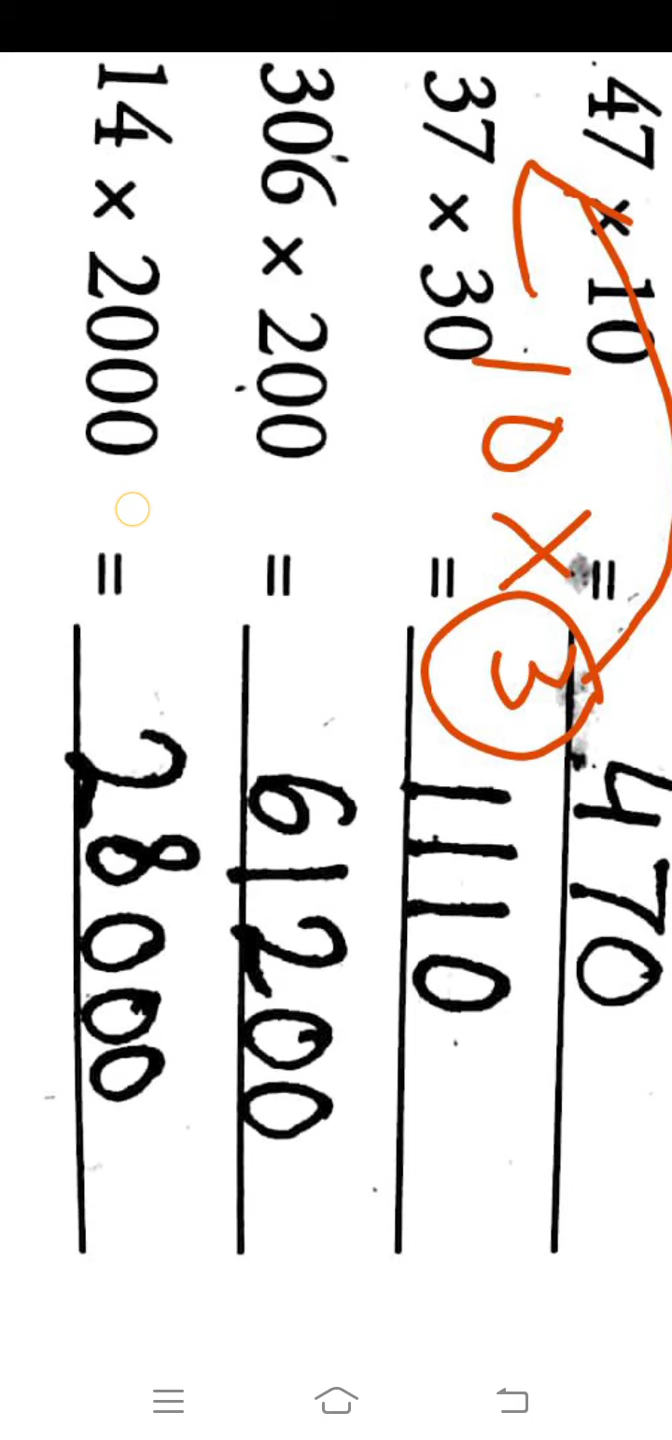 47 × 10 = 470
10 × 3
37 × 30 = 1110
306 × 200 = 61200
14 × 2000 = 28000